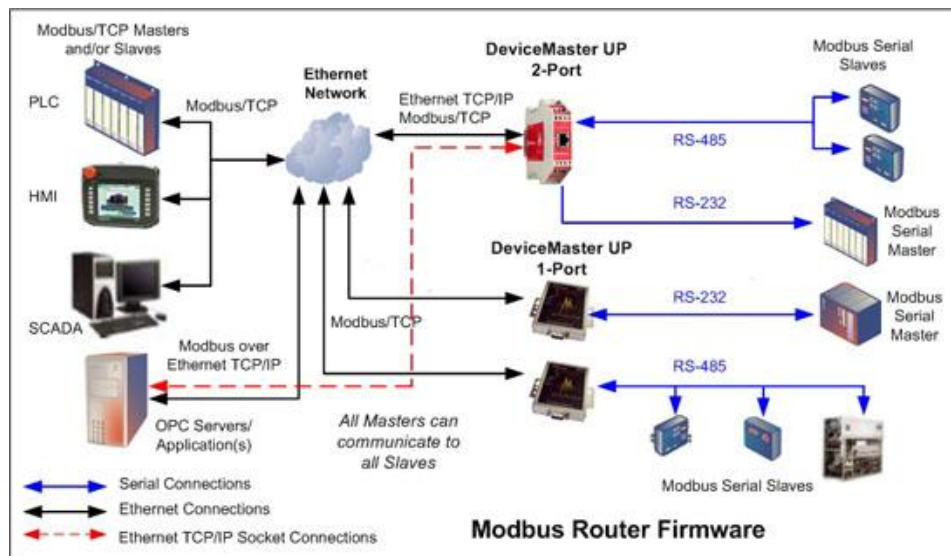 Modbus/TCP Masters
and/or Slaves
PLC
Modbus/TCP
HMI
SCADA
Ethernet
Network
DeviceMaster UP
2-Port
Ethernet TCP/IP
Modbus/TCP
Modbus Serial
Slaves
RS-485
RS-232
Modbus
Serial
Master
DeviceMaster UP
1-Port
RS-232
Modbus
Serial
Master
Modbus/TCP
Modbus over
Ethernet TCP/IP
RS-485
OPC Servers/
Application(s)
All Masters can
communicate to
all Slaves
Modbus Serial Slaves
Serial Connections
Ethernet Connections
Ethernet TCP/IP Socket Connections
Modbus Router Firmware